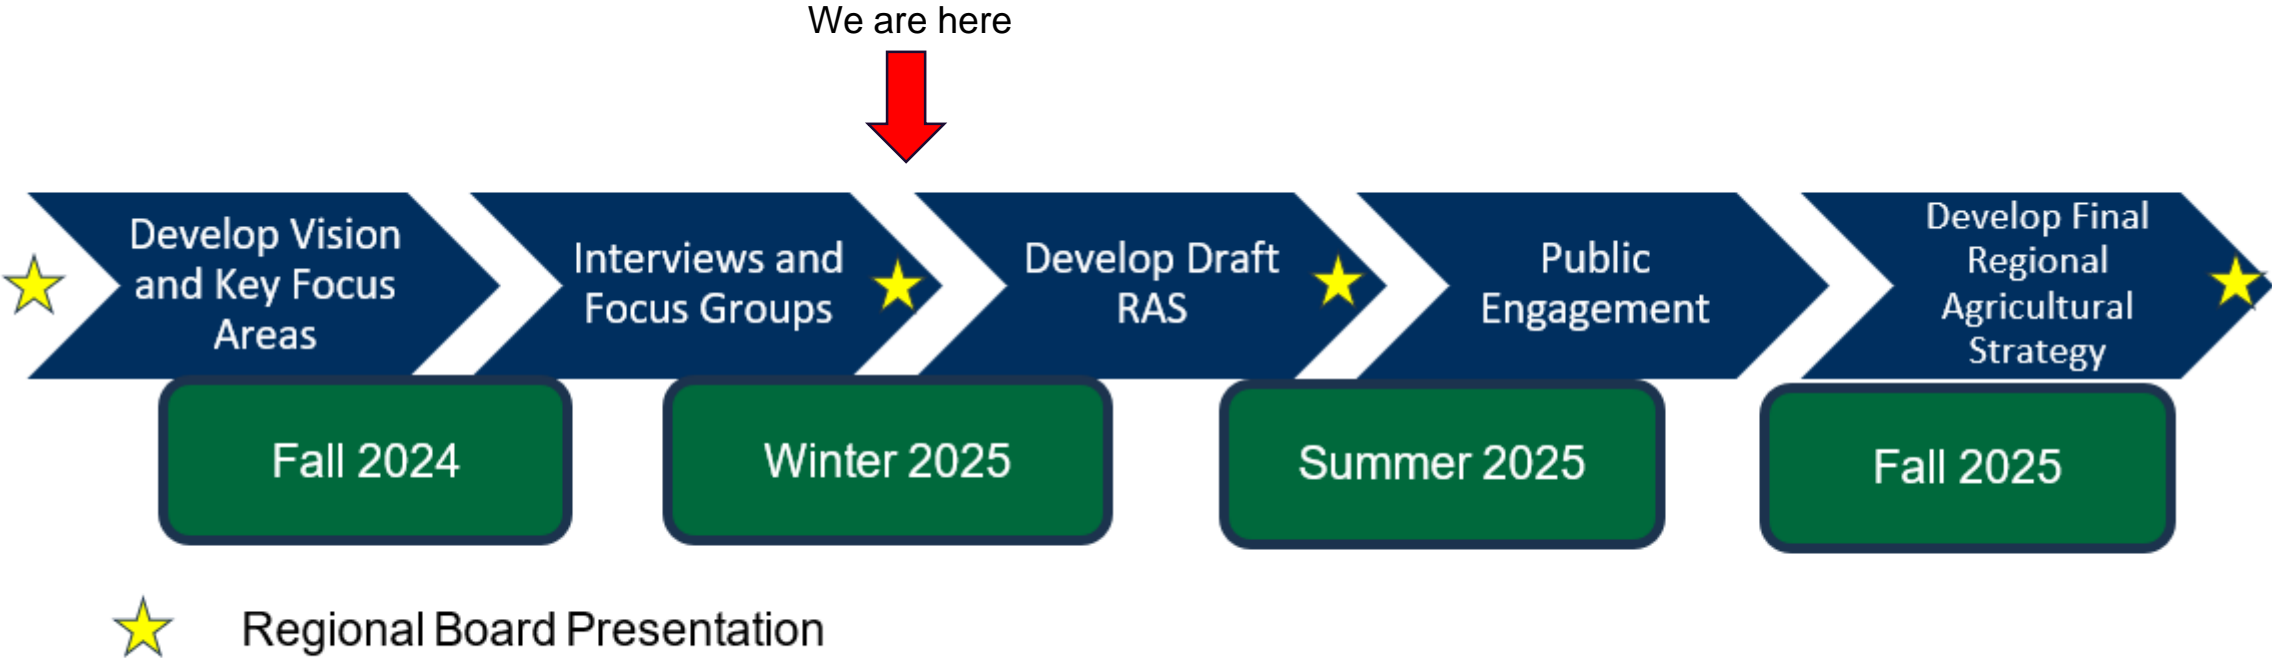 We are here
Develop Vision
and Key Focus
Areas
Interviews and
Focus Groups
Develop Draft
RAS
Public
Engagement
Develop Final
Regional
Agricultural
Strategy
Fall 2024
Winter 2025
Summer 2025
Fall 2025
Regional Board Presentation